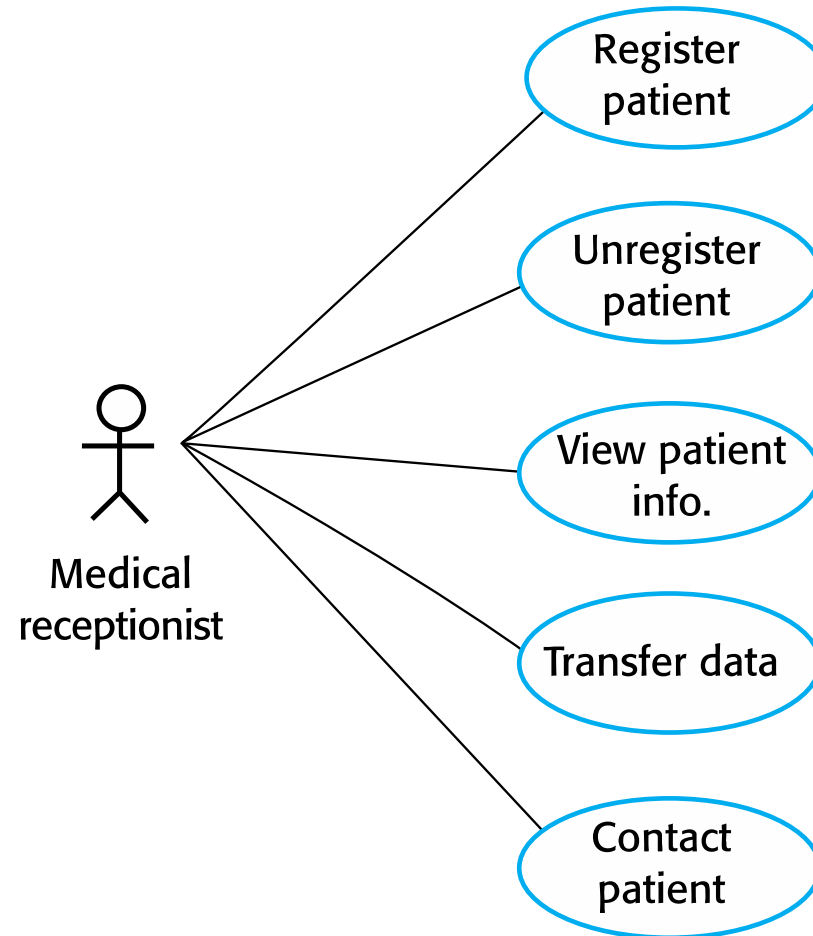 Register
patient
Unregister
patient
View patient
info.
Medical
receptionist
Transfer data
Contact
patient